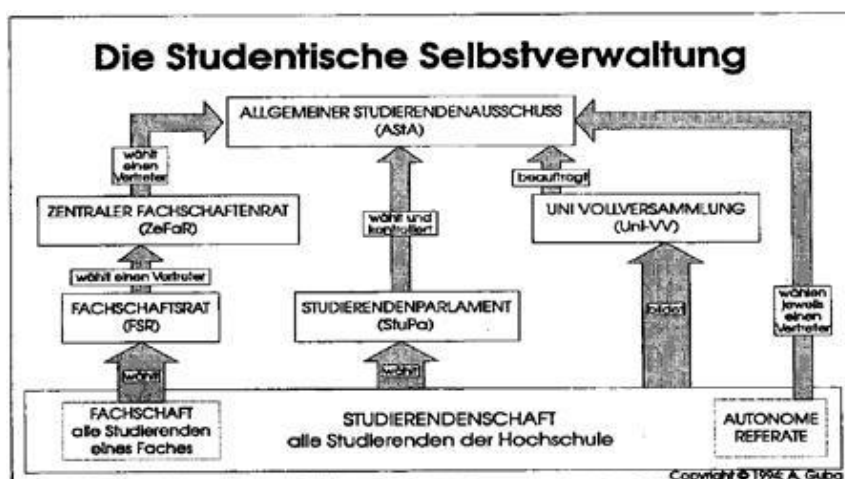 Die Studentische Selbstverwaltung
ALLGEMEINER STUDIERENDENAUSSCHUSS
(AStA)
wählt
einen
Vertreter
beauftragt
ZENTRALER FACHSCHAFTENRAT
(ZeFaR)
wählt und
kontrolliert
UNI VOLLVERSAMMLUNG
(Uni-VV)
wählt einen Vertreter
FACHSCHAFTSRAT
(FSR)
STUDIERENDENPARLAMENT
(StuPa)
bildet
wählen
jeweils
einen
Vertreter
wählt
wählt
FACHSCHAFT
alle Studierenden
eines Faches
STUDIERENDENSCHAFT
alle Studierenden der Hochschule
AUTONOME
REFERATE
Copyright © 1994: A. Guba